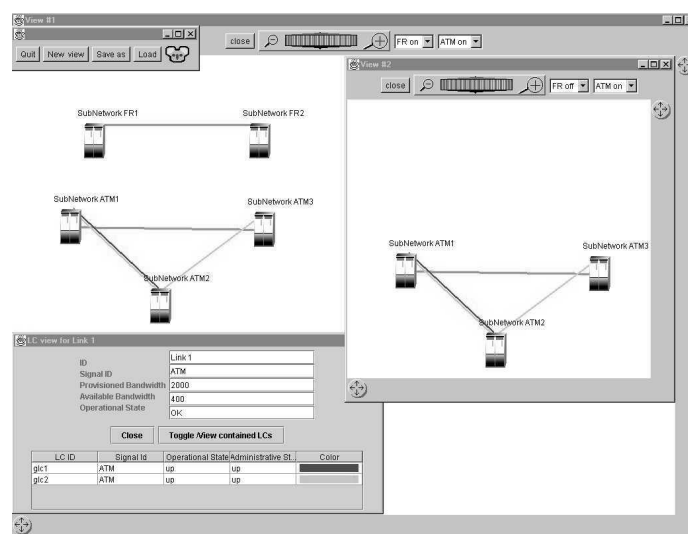 View #1
Quit New view Save as Load
close FR on ATM on
View #2
close FR off ATM on
SubNetwork FR1 SubNetwork FR2
SubNetwork ATM1 SubNetwork ATM3
SubNetwork ATM2
SubNetwork ATM1 SubNetwork ATM3
SubNetwork ATM2
LC view for Link 1
ID Link 1
Signal ID ATM
Provisioned Bandwidth 2000
Available Bandwidth 400
Operational State OK
Close Toggle /View contained LCs
LC ID Signal Id Operational State Administrative St... Color
glc1 ATM up up
glc2 ATM up up